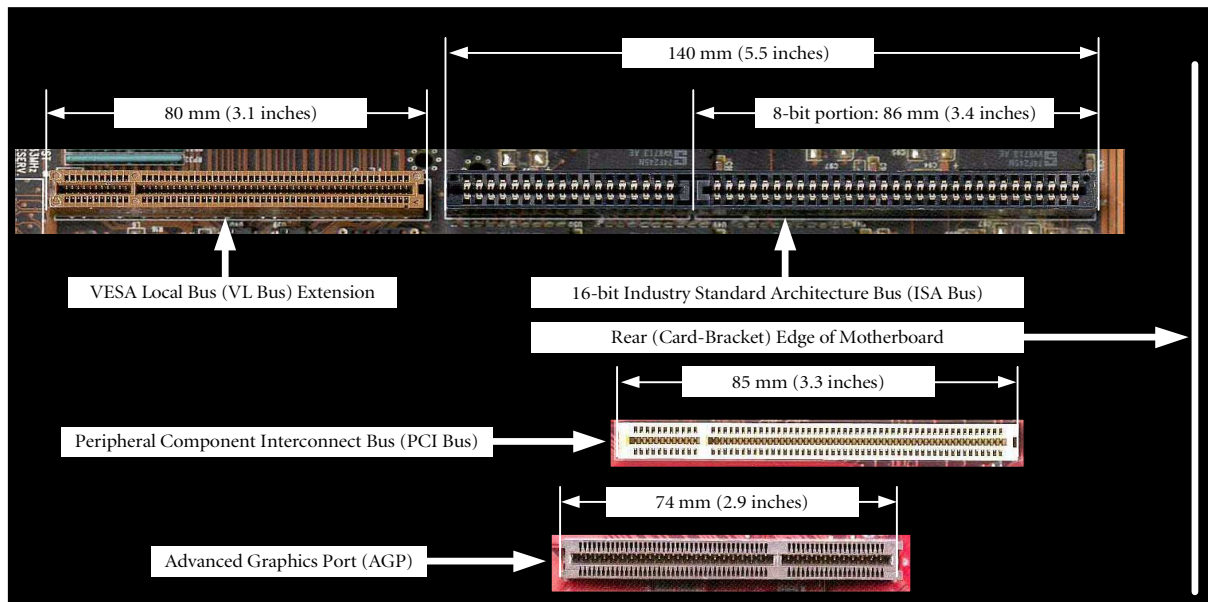 140 mm (5.5 inches)
80 mm (3.1 inches)
8-bit portion: 86 mm (3.4 inches)
VESA Local Bus (VL Bus) Extension
16-bit Industry Standard Architecture Bus (ISA Bus)
Rear (Card-Bracket) Edge of Motherboard
85 mm (3.3 inches)
Peripheral Component Interconnect Bus (PCI Bus)
74 mm (2.9 inches)
Advanced Graphics Port (AGP)